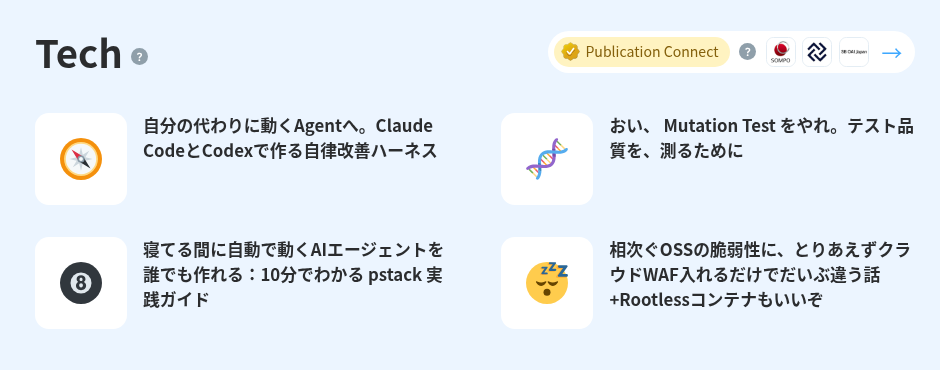 Tech ?
Publication Connect ? SOMPO SB OAI Japan →
自分の代わりに動くAgentへ。Claude
CodeとCodexで作る自律改善ハーネス
おい、 Mutation Test をやれ。テスト品
質を、測るために
寝てる間に自動で動くAIエージェントを
誰でも作れる：10分でわかる pstack 実
践ガイド
8
相次ぐOSSの脆弱性に、とりあえずクラ
ウドWAF入れるだけでだいぶ違う話
+Rootlessコンテナもいいぞ
zzz